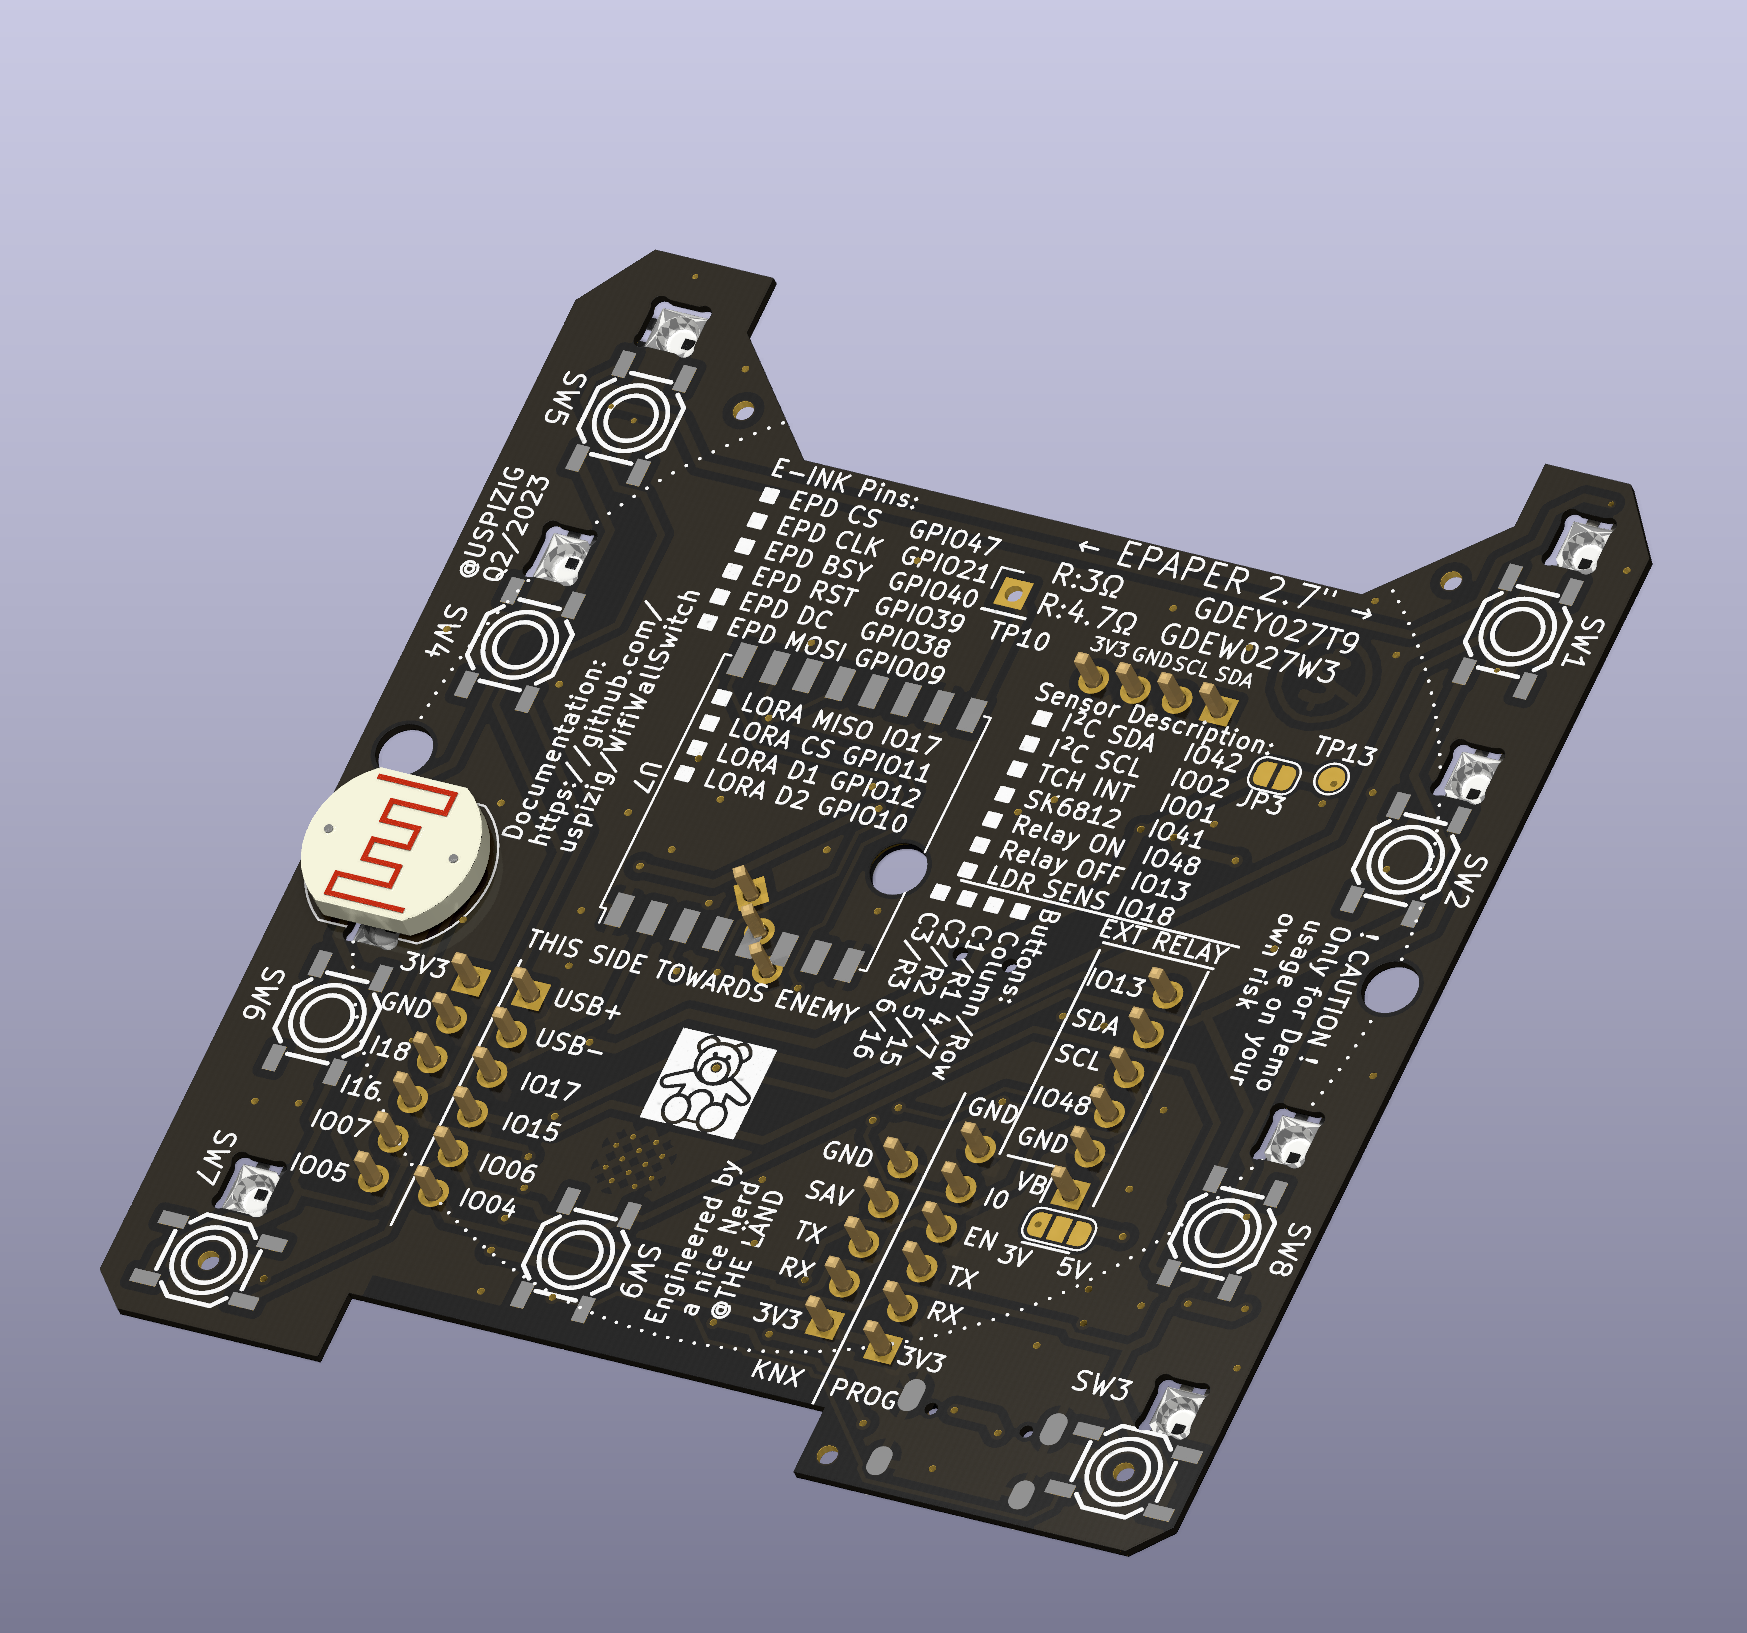 SW5
@USPIZIG
Q2/2023
SW4
Documentation:
https://github.com/
uspizig/WifiWallSwitch
E-INK Pins:
EPD CS GPIO47
EPD CLK GPIO21
EPD BSY GPIO40
EPD RST GPIO39
EPD DC GPIO38
EPD MOSI GPIO09
TP10
← EPAPER 2.7" →
R:3Ω GDEY027T9
R:4.7Ω GDEW027W3
3V3 GND SCL SDA
SW1
U7
LORA MISO IO17
LORA CS GPIO11
LORA D1 GPIO12
LORA D2 GPIO10
Sensor Description:
I²C SDA IO42
I²C SCL IO02
TCH INT IO01
SK6812 IO41
Relay ON IO48
Relay OFF IO13
LDR SENS IO18
TP13
JP3
SW2
Buttons:
Column/Row
C1/R1 4/7
C2/R2 5/15
C3/R3 6/16
EXT RELAY
IO13
SDA
SCL
IO48
GND
VB
3V 5V
! CAUTION !
Only for Demo
usage on your
own risk
THIS SIDE TOWARDS ENEMY
SW6
3V3
GND
I18
I16
IO07
IO05
USB+
USB-
IO17
IO15
IO06
IO04
SW7
SW9
Engineered by
a nice Nerd
@THE LÄND
GND
SAV
TX
RX
3V3
KNX
GND
IO
EN
TX
RX
3V3
PROG
SW8
SW3